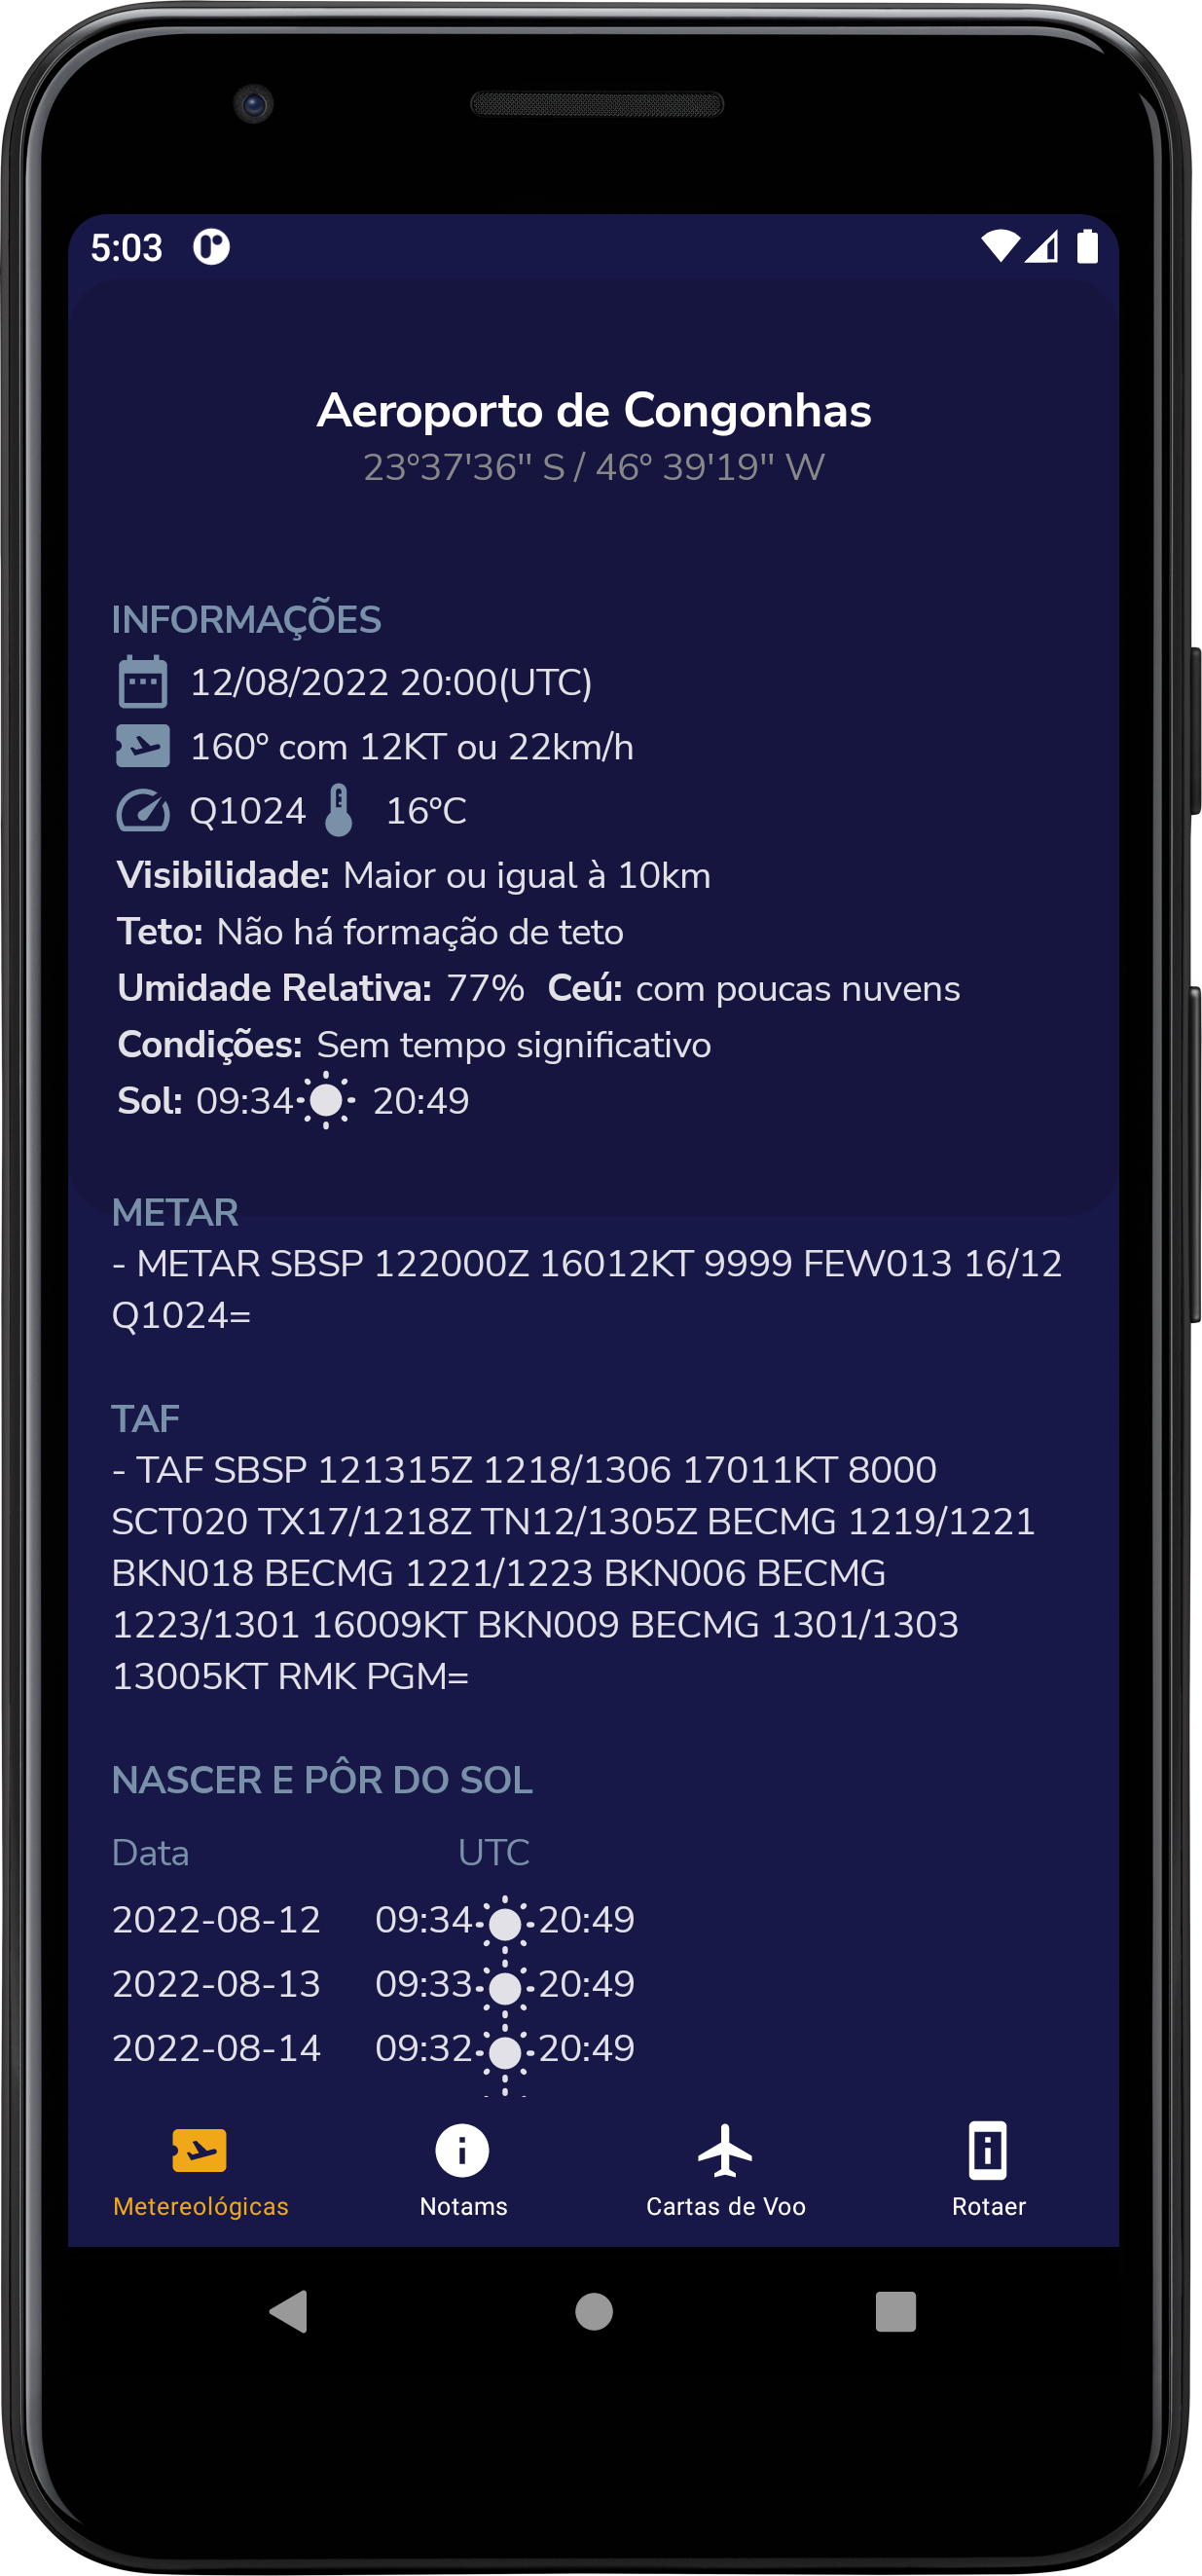 5:03
Aeroporto de Congonhas
23º37'36" S / 46º 39'19" W
INFORMAÇÕES
12/08/2022 20:00(UTC)
160º com 12KT ou 22km/h
Q1024 16ºC
Visibilidade: Maior ou igual à 10km
Teto: Não há formação de teto
Umidade Relativa: 77% Ceú: com poucas nuvens
Condições: Sem tempo significativo
Sol: 09:34 20:49
METAR
- METAR SBSP 122000Z 16012KT 9999 FEW013 16/12
Q1024=
TAF
- TAF SBSP 121315Z 1218/1306 17011KT 8000
SCT020 TX17/1218Z TN12/1305Z BECMG 1219/1221
BKN018 BECMG 1221/1223 BKN006 BECMG
1223/1301 16009KT BKN009 BECMG 1301/1303
13005KT RMK PGM=
NASCER E PÔR DO SOL
Data UTC
2022-08-12 09:34 20:49
2022-08-13 09:33 20:49
2022-08-14 09:32 20:49
Metereológicas Notams Cartas de Voo Rotaer